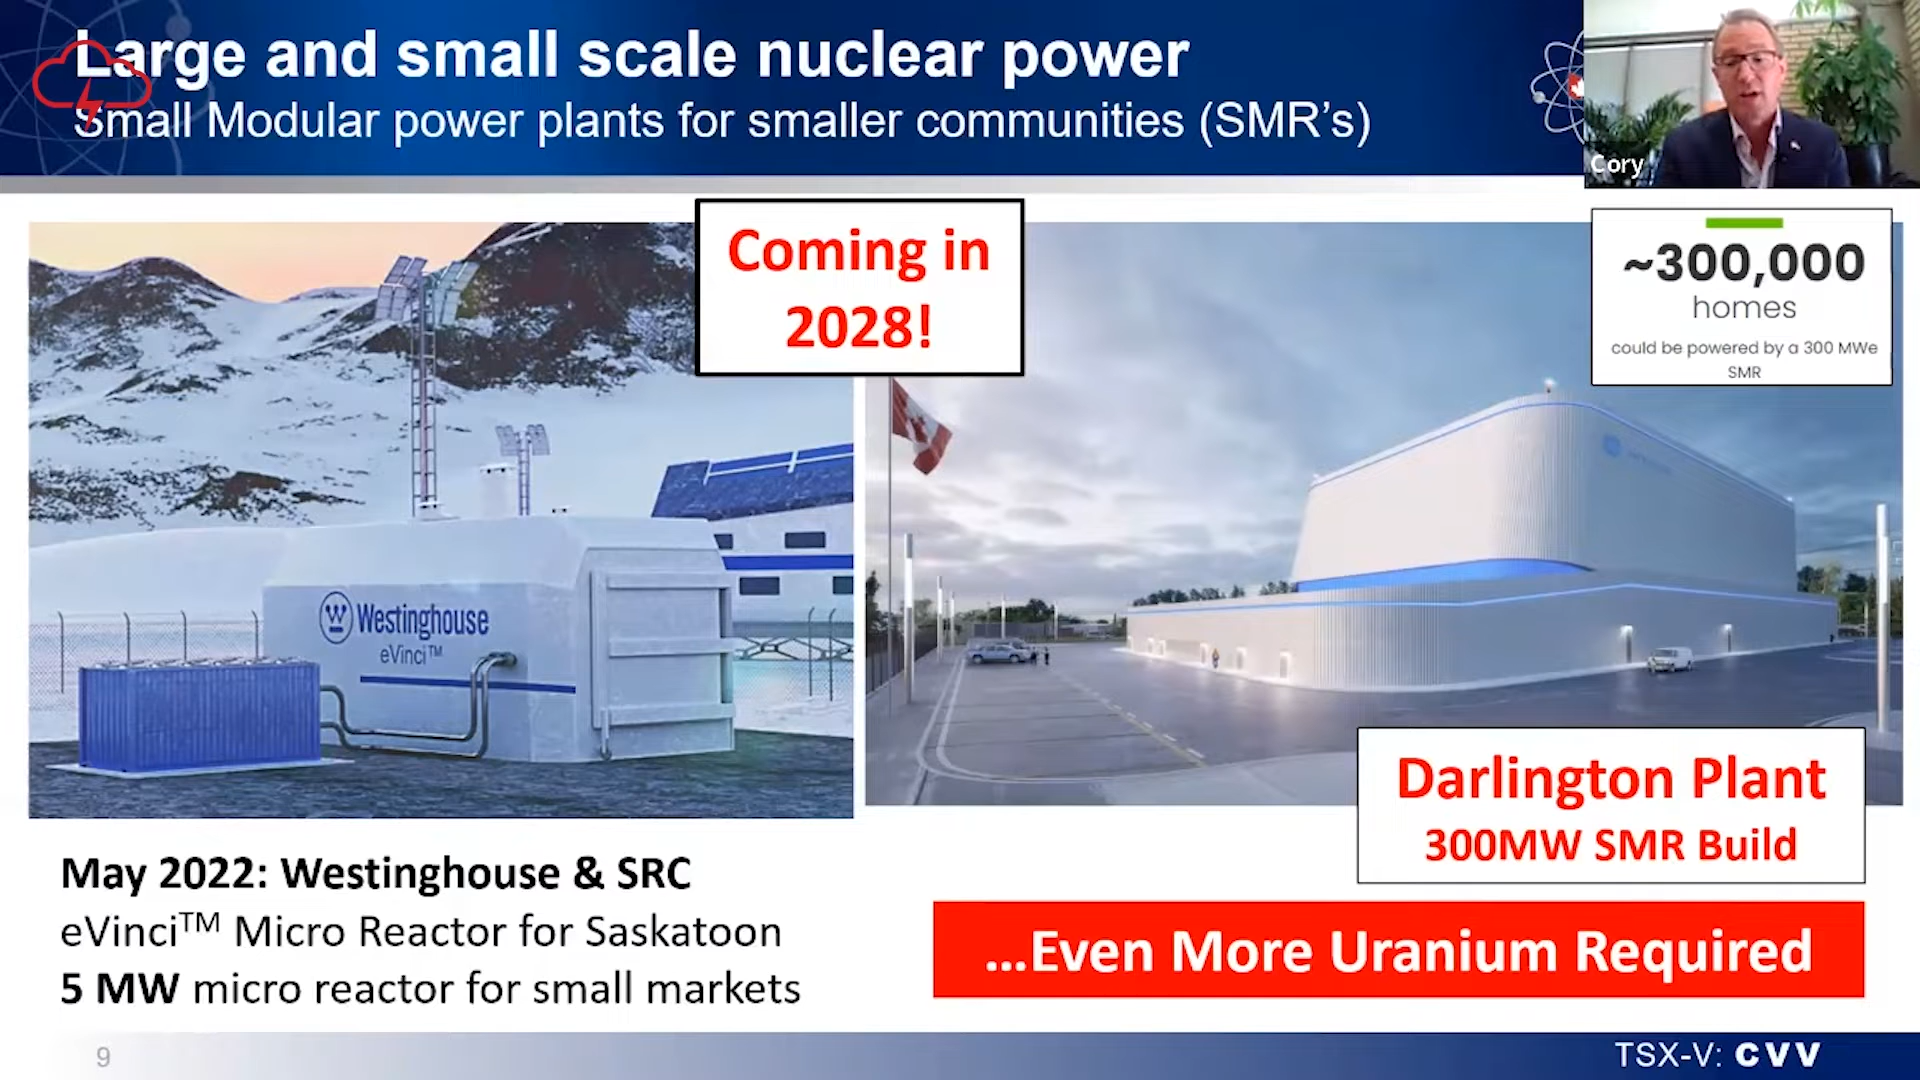 Large and small scale nuclear power
Small Modular power plants for smaller communities (SMR's)
Cory
Coming in
2028!
~300,000
homes
could be powered by a 300 MWe
SMR
Westinghouse
eVinci™
Darlington Plant
300MW SMR Build
May 2022: Westinghouse & SRC
eVinci™ Micro Reactor for Saskatoon
5 MW micro reactor for small markets
...Even More Uranium Required
9
TSX-V: CVV